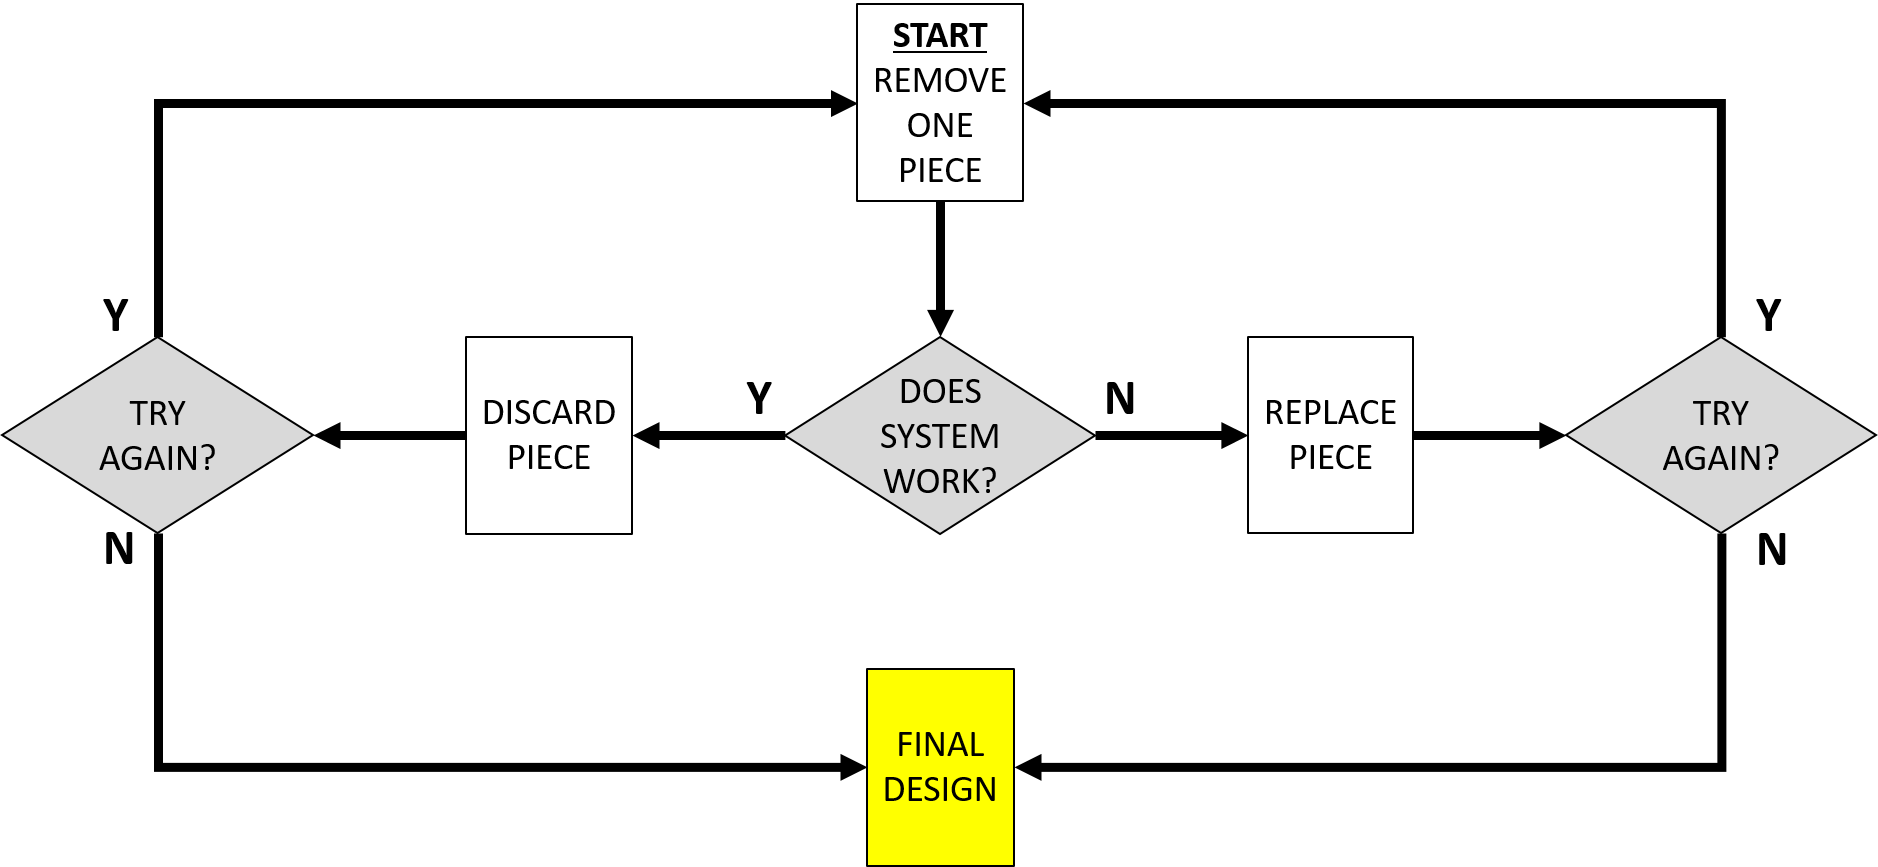 START
REMOVE
ONE
PIECE
Y
TRY
AGAIN?
N
DISCARD
PIECE
Y
DOES
SYSTEM
WORK?
N
REPLACE
PIECE
Y
TRY
AGAIN?
N
FINAL
DESIGN